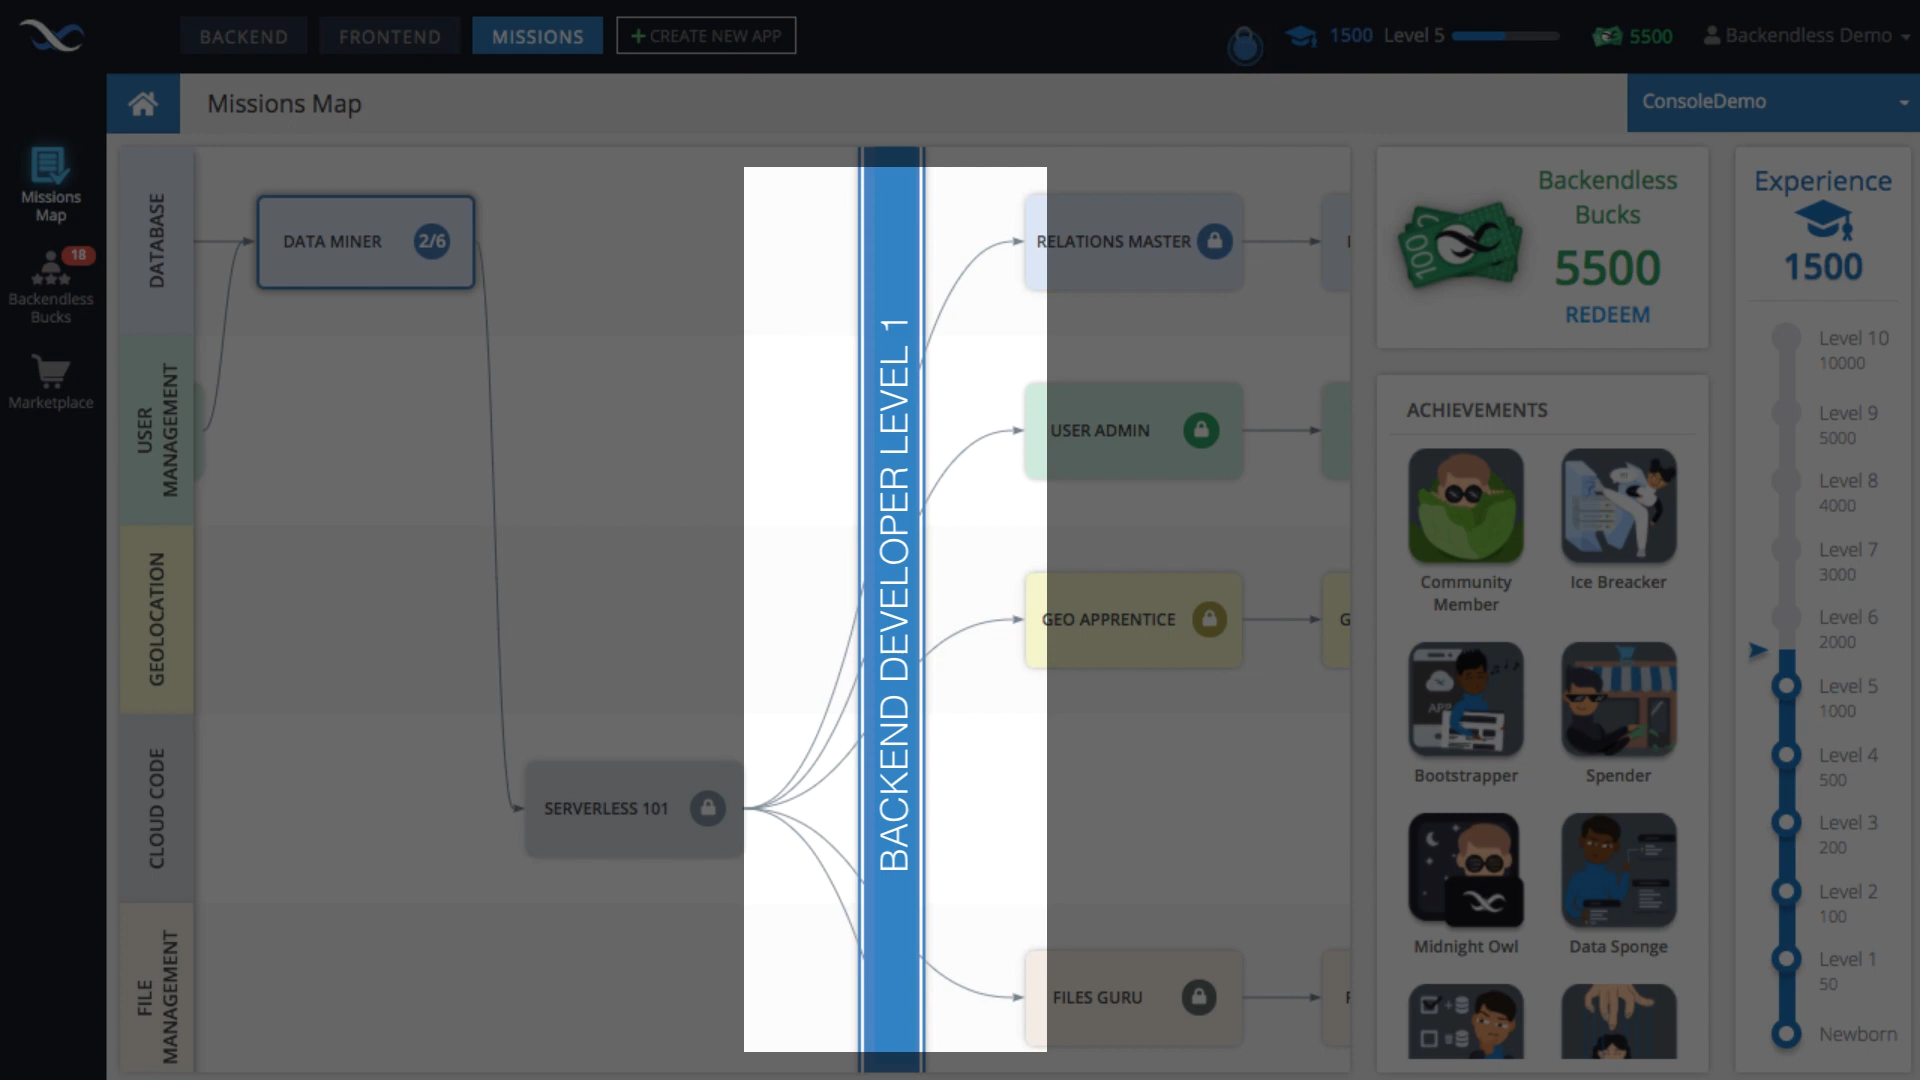 BACKEND
FRONTEND
MISSIONS
+ CREATE NEW APP
1500 Level 5
5500
Backendless Demo
Missions Map
ConsoleDemo
Missions
Map
18
Backendless
Bucks
Marketplace
DATABASE
USER
MANAGEMENT
GEOLOCATION
CLOUD CODE
FILE
MANAGEMENT
DATA MINER 2/6
SERVERLESS 101
BACKEND DEVELOPER LEVEL 1
RELATIONS MASTER
USER ADMIN
GEO APPRENTICE
G
FILES GURU
100
Backendless
Bucks
5500
REDEEM
ACHIEVEMENTS
Community
Member
Ice Breacker
APP
Bootstrapper
Spender
Midnight Owl
Data Sponge
Experience
1500
Level 10
10000
Level 9
5000
Level 8
4000
Level 7
3000
Level 6
2000
Level 5
1000
Level 4
500
Level 3
200
Level 2
100
Level 1
50
Newborn